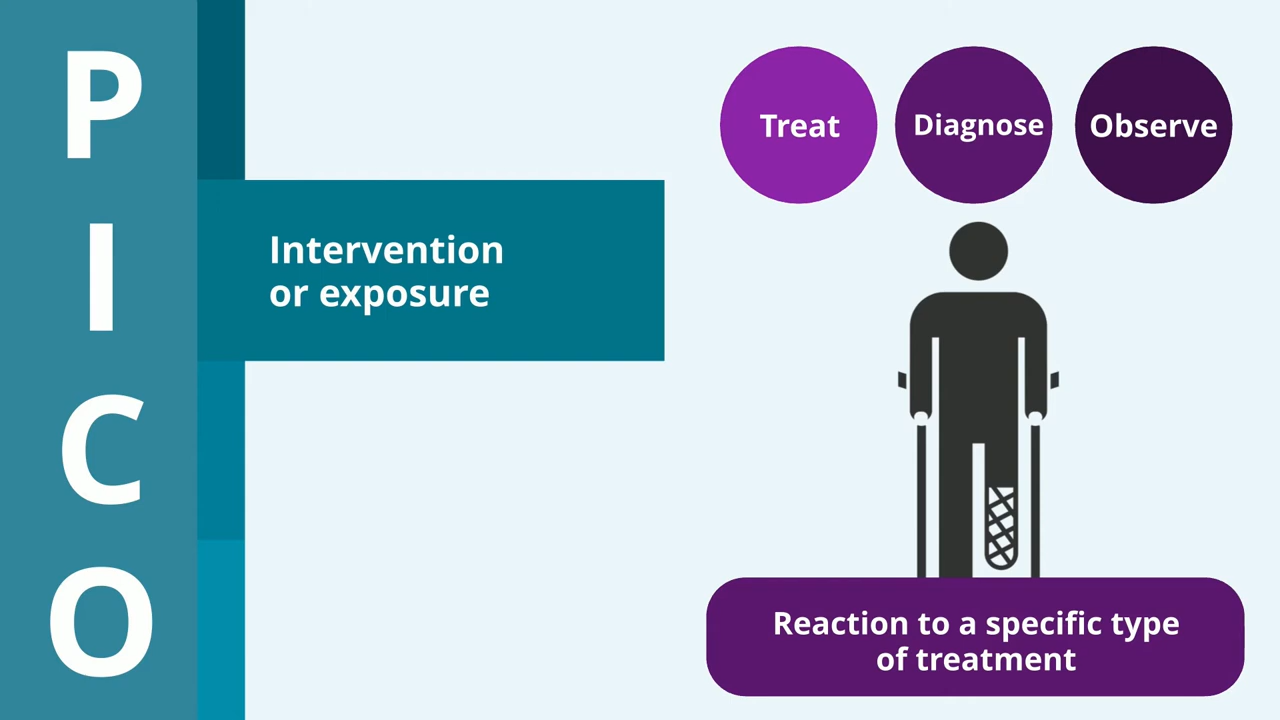 P
I
C
O
Intervention
or exposure
Treat
Diagnose
Observe
Reaction to a specific type
of treatment